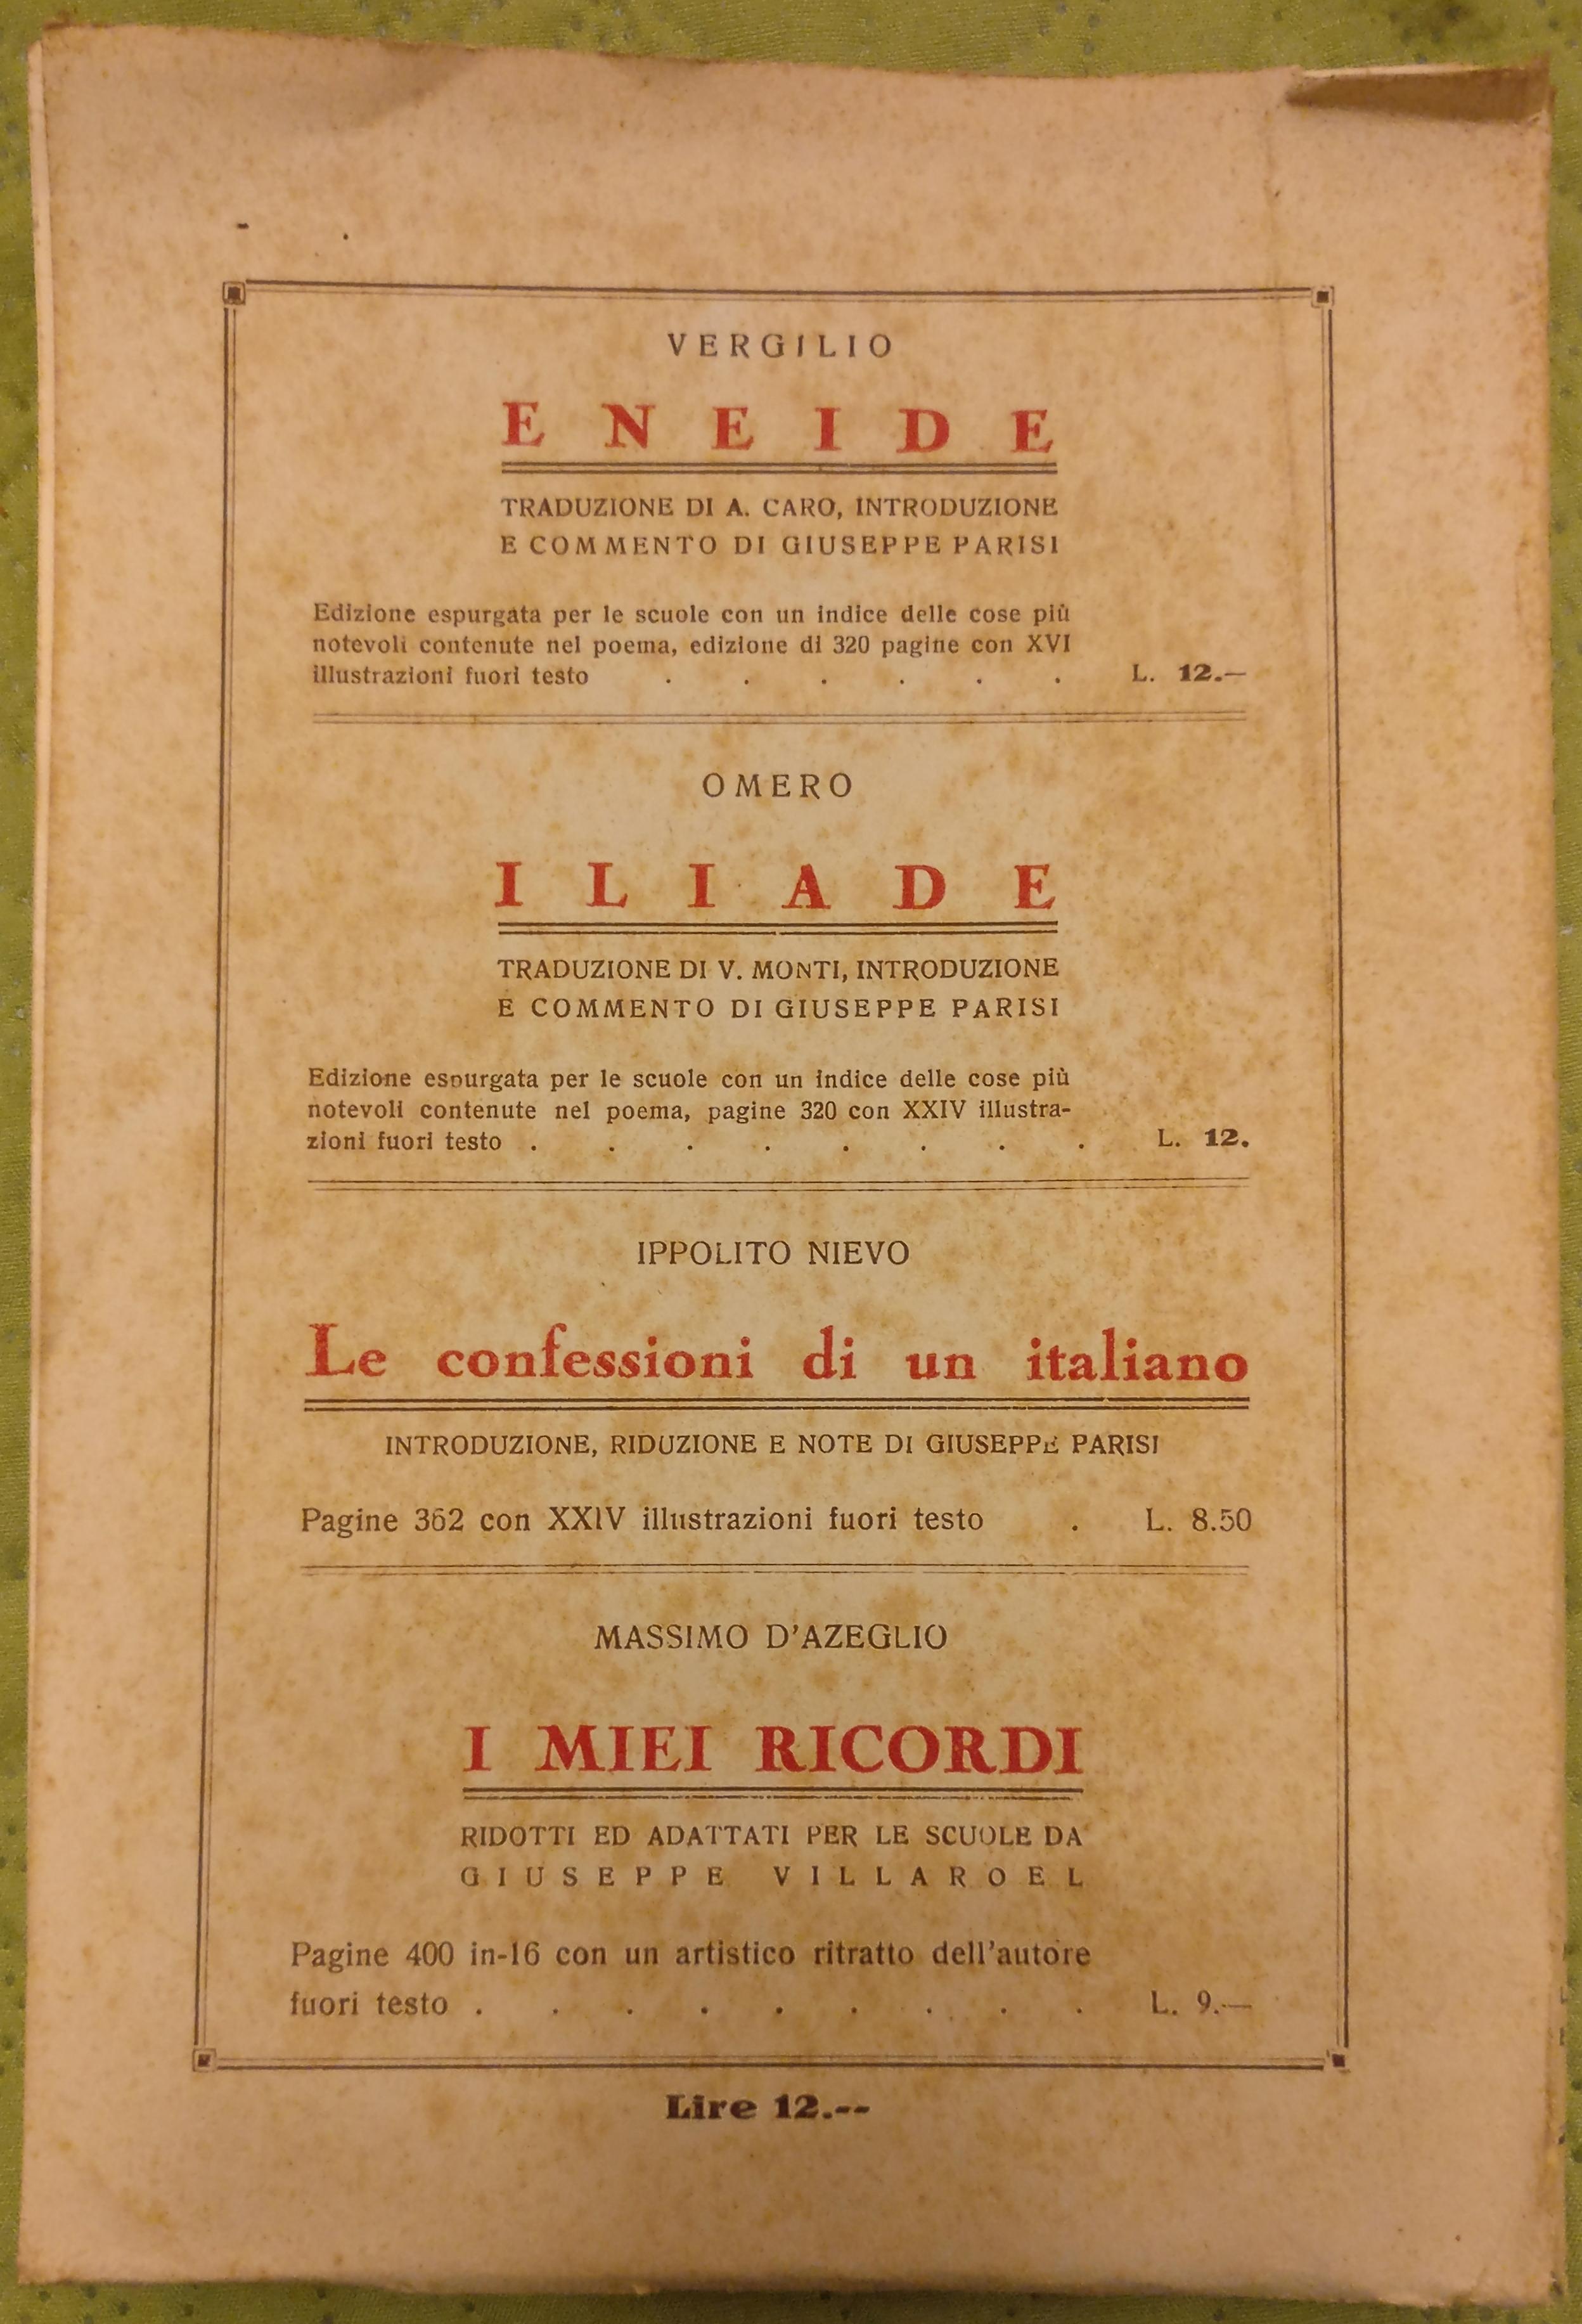 VERGILIO
ENEIDE
TRADUZIONE DI A. CARO, INTRODUZIONE
E COMMENTO DI GIUSEPPE PARISI
Edizione espurgata per le scuole con un indice delle cose più
notevoli contenute nel poema, edizione di 320 pagine con XVI
illustrazioni fuori testo . . . . . . L. 12.—
OMERO
ILIADE
TRADUZIONE DI V. MONTI, INTRODUZIONE
E COMMENTO DI GIUSEPPE PARISI
Edizione espurgata per le scuole con un indice delle cose più
notevoli contenute nel poema, pagine 320 con XXIV illustra-
zioni fuori testo . . . . . . . . L. 12.
IPPOLITO NIEVO
Le confessioni di un italiano
INTRODUZIONE, RIDUZIONE E NOTE DI GIUSEPPE PARISI
Pagine 362 con XXIV illustrazioni fuori testo . L. 8.50
MASSIMO D'AZEGLIO
I MIEI RICORDI
RIDOTTI ED ADATTATI PER LE SCUOLE DA
GIUSEPPE VILLAROEL
Pagine 400 in-16 con un artistico ritratto dell'autore
fuori testo . . . . . . . . . L. 9.—
Lire 12.--